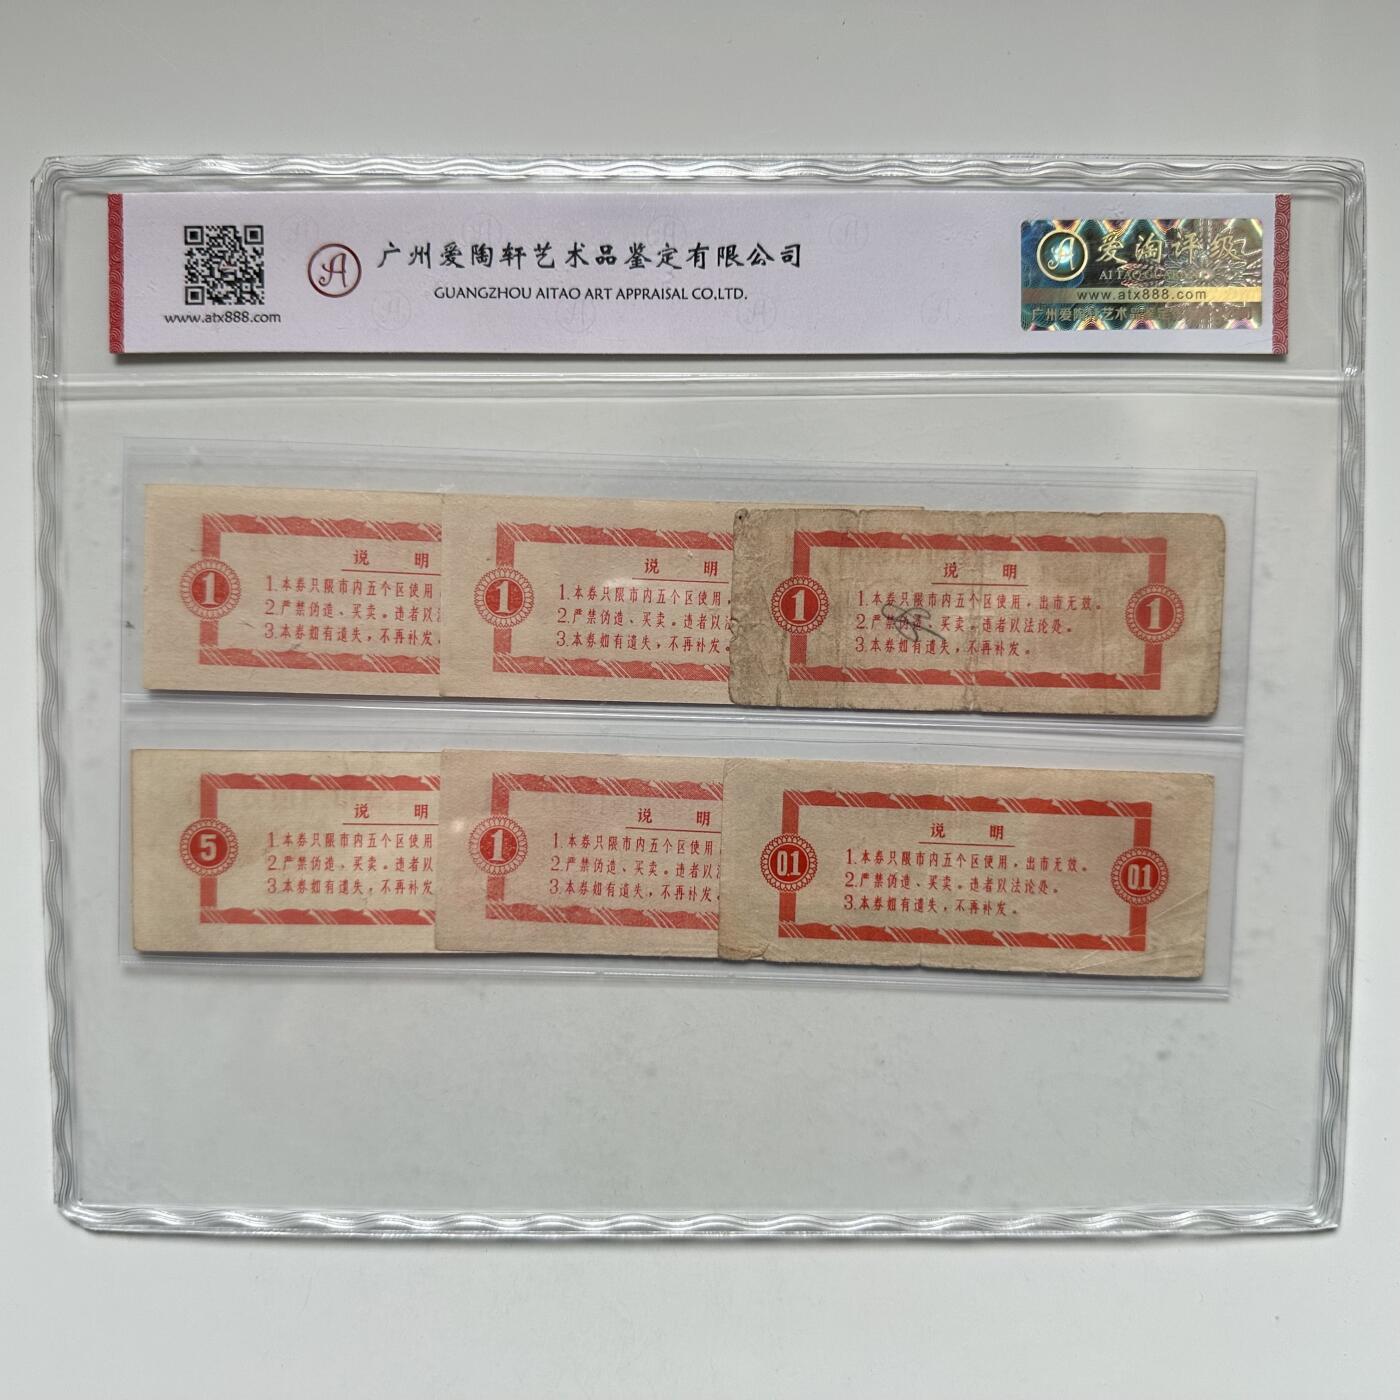 www.atx888.com
A
广州爱陶轩艺术品鉴定有限公司
GUANGZHOU AITAO ART APPRAISAL CO.LTD.
A
爱淘评级
www.atx888.com
1
说 明
1.本券只限市内五个区使用
2.严禁伪造、买卖。违者以
3.本券如有遗失,不再补发
1
说 明
1.本券只限市内五个区使用,
2.严禁伪造、买卖。违者以
3.本券如有遗失,不再补发。
1
说 明
1.本券只限市内五个区使用,出市无效。
2.严禁伪造、买卖。违者以法论处。
3.本券如有遗失,不再补发。
1
5
说 明
1.本券只限市内五个区使用
2.严禁伪造、买卖。违者以
3.本券如有遗失,不再补发
1
说 明
1.本券只限市内五个区使用
2.严禁伪造、买卖。违者以
3.本券如有遗失,不再补发。
01
说 明
1.本券只限市内五个区使用,出市无效。
2.严禁伪造、买卖。违者以法论处。
3.本券如有遗失,不再补发。
01